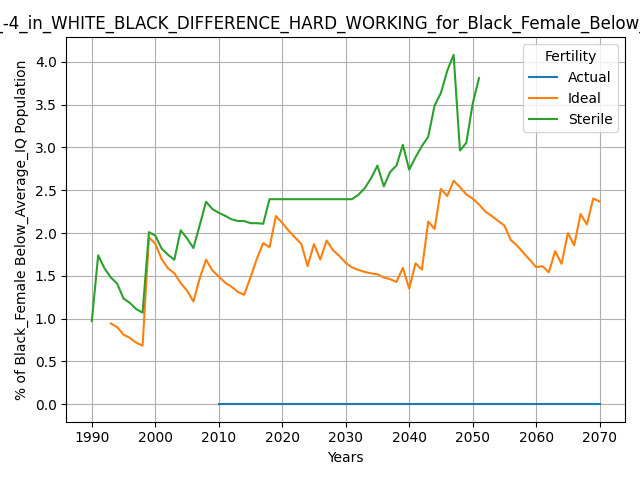 _-4_in_WHITE_BLACK_DIFFERENCE_HARD_WORKING_for_Black_Female_Below_
% of Black_Female Below_Average_IQ Population
4.0
3.5
3.0
2.5
2.0
1.5
1.0
0.5
0.0
Fertility
Actual
Ideal
Sterile
1990 2000 2010 2020 2030 2040 2050 2060 2070
Years